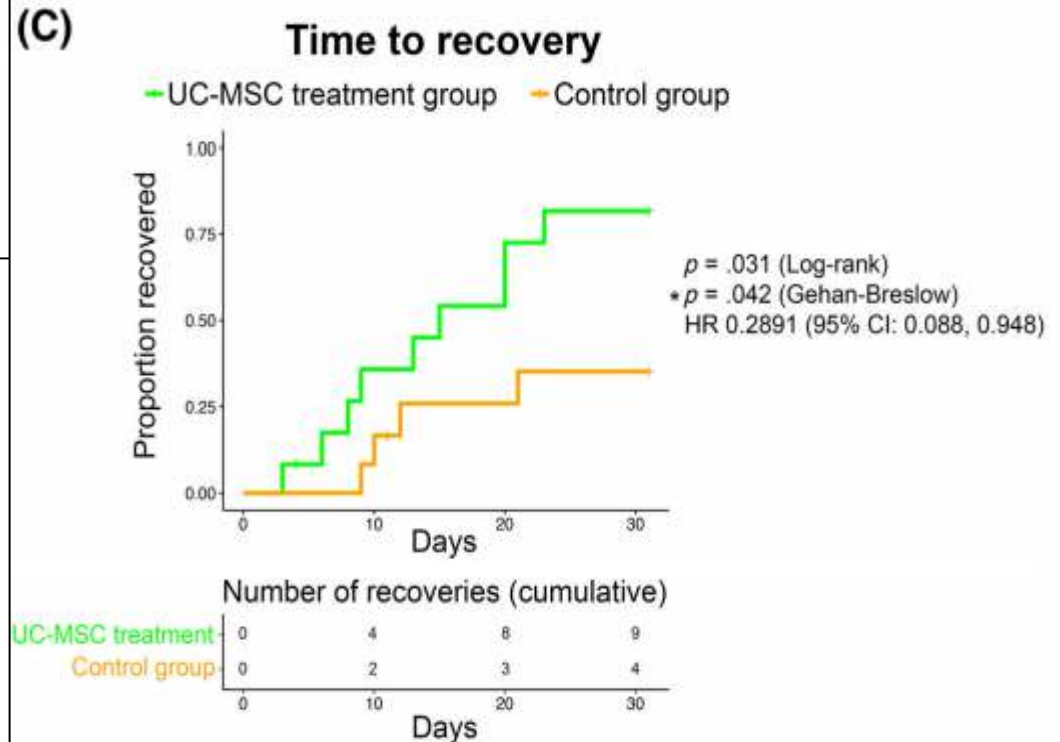 (C)
Time to recovery
UC-MSC treatment group Control group
Proportion recovered
1.00
0.75
0.50
0.25
0.00
0 10 20 30
Days
p = .031 (Log-rank)
*p = .042 (Gehan-Breslow)
HR 0.2891 (95% CI: 0.088, 0.948)
Number of recoveries (cumulative)
UC-MSC treatment 0 4 8 9
Control group 0 2 3 4
0 10 20 30
Days